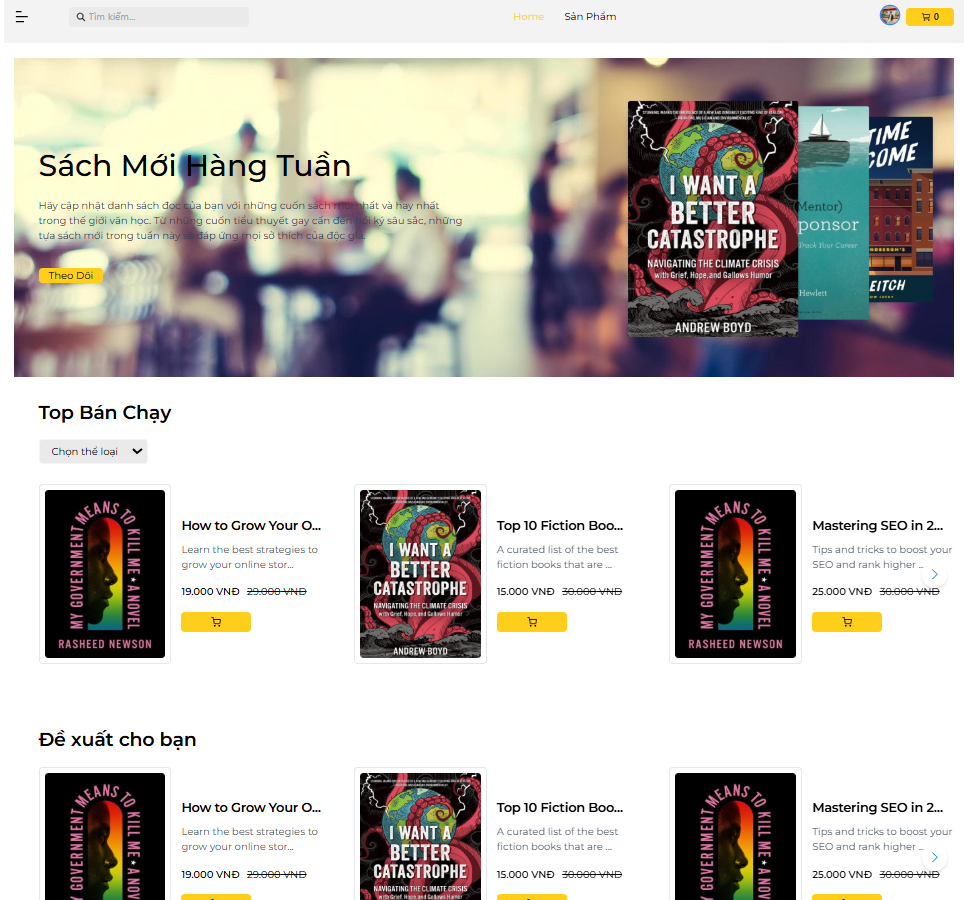 Tìm kiếm...
Home
Sản Phẩm
0
Sách Mới Hàng Tuần
Hãy cập nhật danh sách đọc của bạn với những cuốn sách mới nhất và hay nhất
trong thế giới văn học. Từ những cuốn tiểu thuyết gay cấn đến hồi ký sâu sắc, những
tựa sách mới trong tuần này sẽ đáp ứng mọi sở thích của độc giả.
Theo Dõi
I WANT A
BETTER
CATASTROPHE
NAVIGATING THE CLIMATE CRISIS
with Grief, Hope, and Gallows Humor
ANDREW BOYD
(Mentor)
ponsor
Track Your Career
Hewlett
TIME
COME
EITCH
Top Bán Chạy
Chọn thể loại
MY GOVERNMENT MEANS TO KILL ME ★ A NOVEL
RASHEED NEWSON
How to Grow Your O...
Learn the best strategies to
grow your online stor...
19.000 VNĐ 29.000 VNĐ
I WANT A
BETTER
CATASTROPHE
NAVIGATING THE CLIMATE CRISIS
with Grief, Hope, and Gallows Humor
ANDREW BOYD
Top 10 Fiction Boo...
A curated list of the best
fiction books that are ...
15.000 VNĐ 30.000 VNĐ
MY GOVERNMENT MEANS TO KILL ME ★ A NOVEL
RASHEED NEWSON
Mastering SEO in 2...
Tips and tricks to boost your
SEO and rank higher ...
25.000 VNĐ 30.000 VNĐ
Đề xuất cho bạn
MY GOVERNMENT MEANS TO KILL ME ★ A NOVEL
How to Grow Your O...
Learn the best strategies to
grow your online stor...
19.000 VNĐ 29.000 VNĐ
I WANT A
BETTER
CATASTROPHE
NAVIGATING THE CLIMATE CRISIS
with Grief, Hope, and Gallows Humor
Top 10 Fiction Boo...
A curated list of the best
fiction books that are ...
15.000 VNĐ 30.000 VNĐ
MY GOVERNMENT MEANS TO KILL ME ★ A NOVEL
Mastering SEO in 2...
Tips and tricks to boost your
SEO and rank higher ...
25.000 VNĐ 30.000 VNĐ